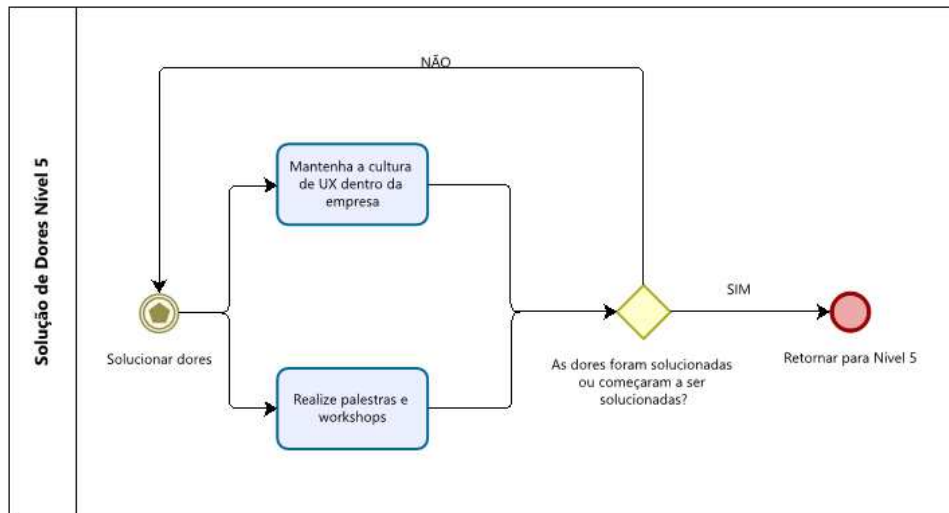 Solução de Dores Nível 5
NÃO
Mantenha a cultura
de UX dentro da
empresa
Solucionar dores
Realize palestras e
workshops
As dores foram solucionadas
ou começaram a ser
solucionadas?
SIM
Retornar para Nível 5